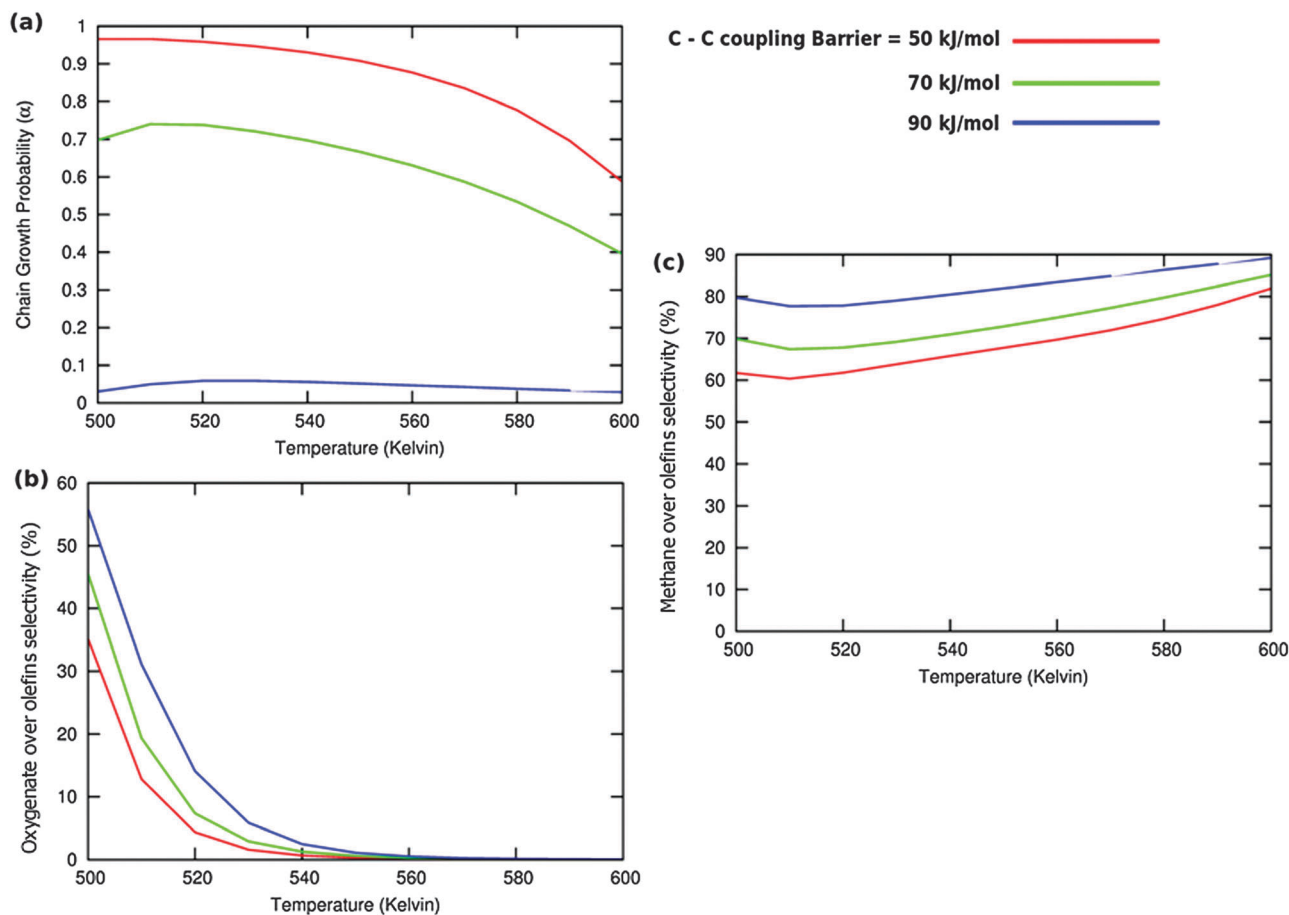 (a)
1
0.9
0.8
0.7
0.6
0.5
0.4
0.3
0.2
0.1
0
Chain Growth Probability (α)
500 520 540 560 580 600
Temperature (Kelvin)
C - C coupling Barrier = 50 kJ/mol
70 kJ/mol
90 kJ/mol
(b)
60
50
40
30
20
10
0
Oxygenate over olefins selectivity (%)
500 520 540 560 580 600
Temperature (Kelvin)
(c)
90
80
70
60
50
40
30
20
10
0
Methane over olefins selectivity (%)
500 520 540 560 580 600
Temperature (Kelvin)